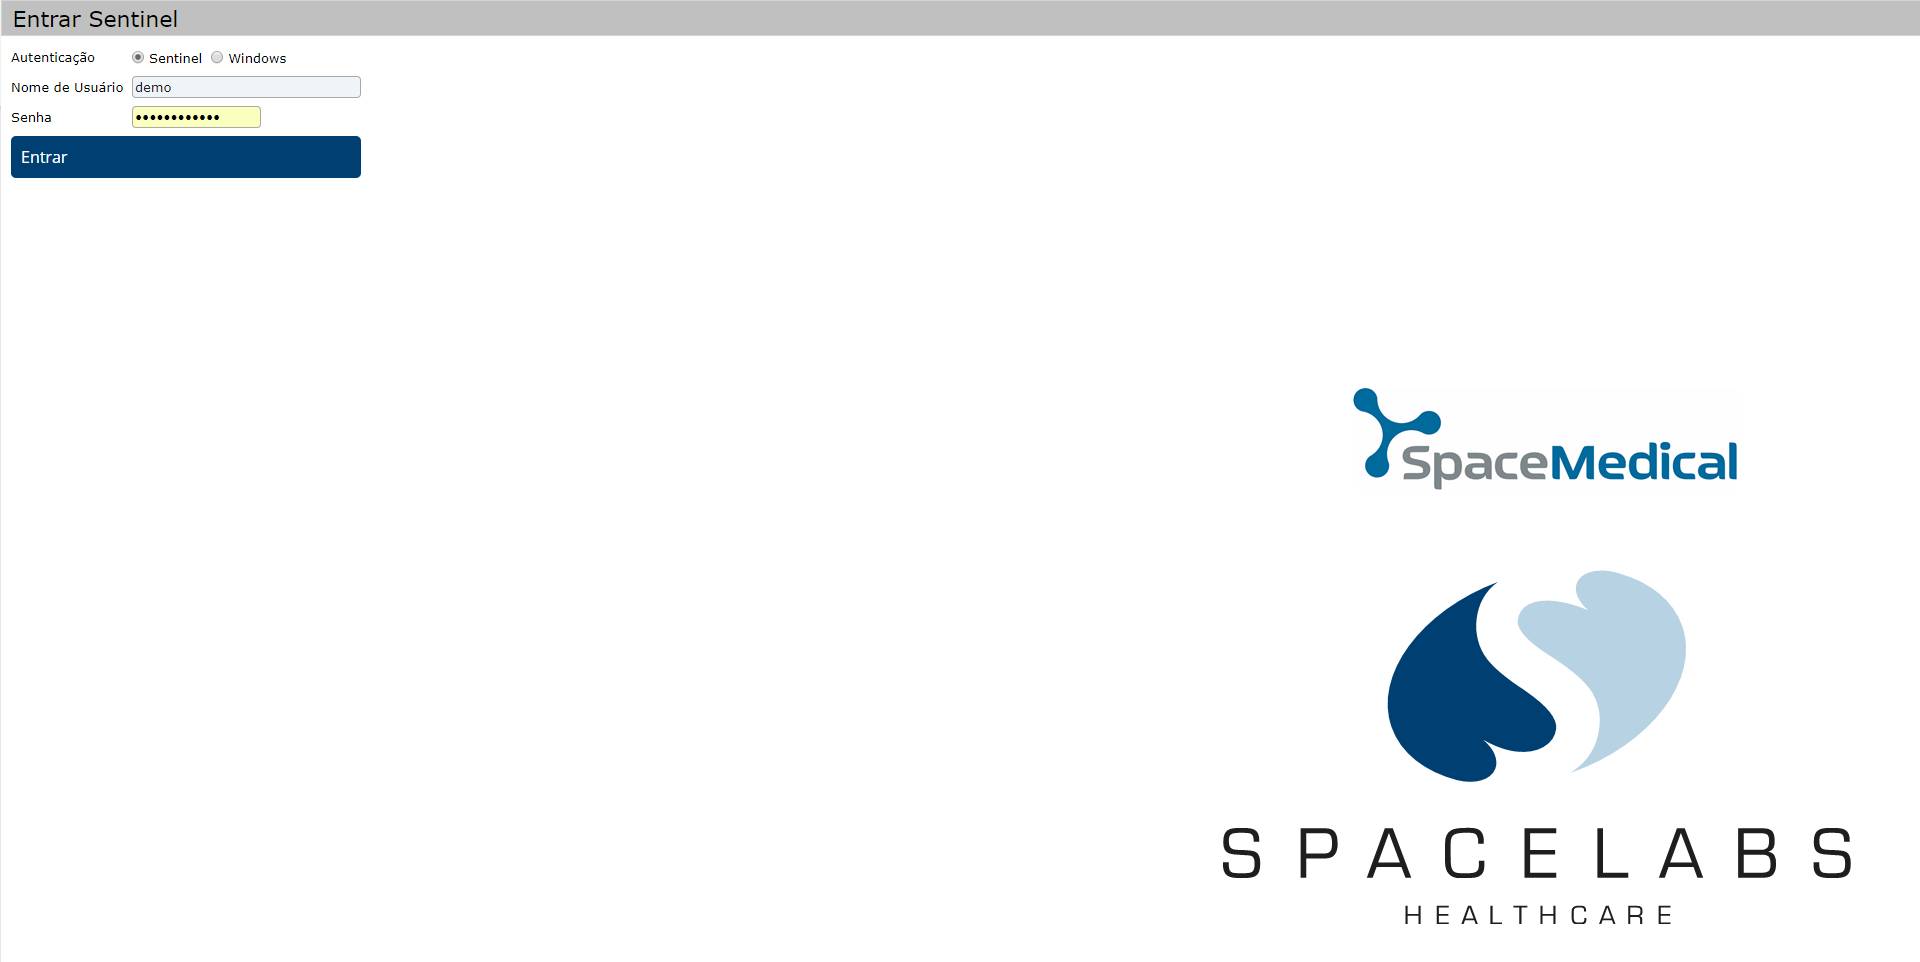 Entrar Sentinel
Autenticação Sentinel Windows
Nome de Usuário demo
Senha ••••••••••••
Entrar
SpaceMedical
SPACELABS
HEALTHCARE